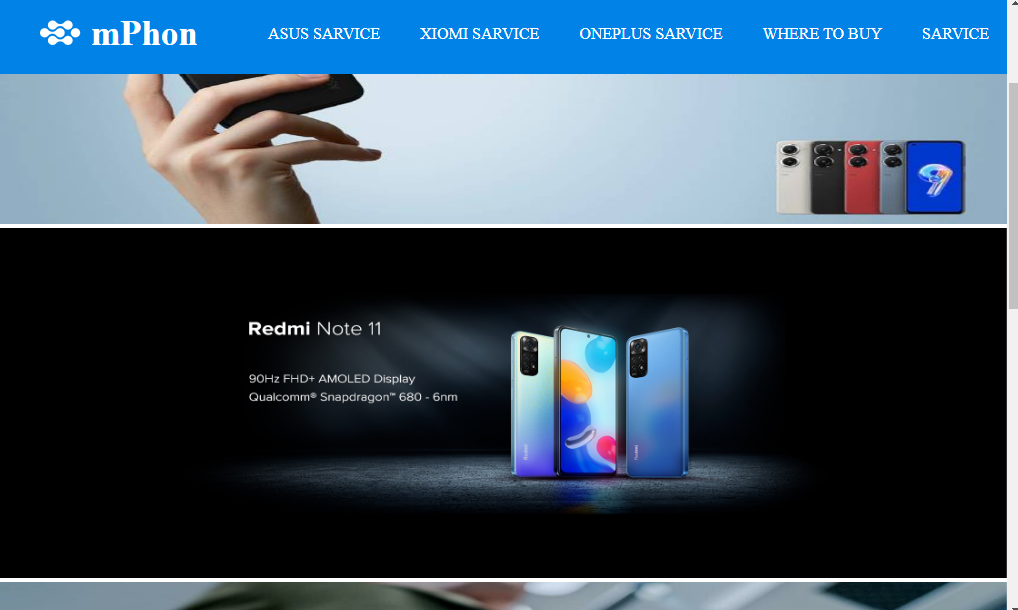 mPhon
ASUS SARVICE XIOMI SARVICE ONEPLUS SARVICE WHERE TO BUY SARVICE
9
Redmi Note 11
90Hz FHD+ AMOLED Display
Qualcomm® Snapdragon™ 680 - 6nm